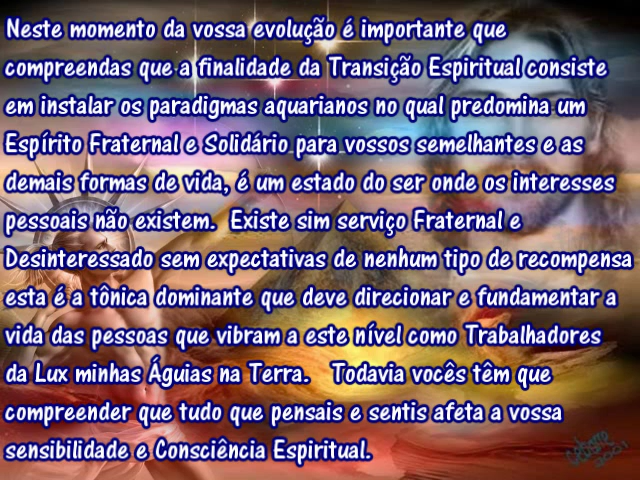 Neste momento da vossa evolução é importante que
compreendas que a finalidade da Transição Espiritual consiste
em instalar os paradigmas aquarianos no qual predomina um
Espírito Fraternal e Solidário para vossos semelhantes e as
demais formas de vida, é um estado do ser onde os interesses
pessoais não existem. Existe sim serviço Fraternal e
Desinteressado sem expectativas de nenhum tipo de recompensa
esta é a tônica dominante que deve direcionar e fundamentar a
vida das pessoas que vibram a este nível como Trabalhadores
da Lux minhas Águias na Terra. Todavia vocês têm que
compreender que tudo que pensais e sentis afeta a vossa
sensibilidade e Consciência Espiritual.
2001